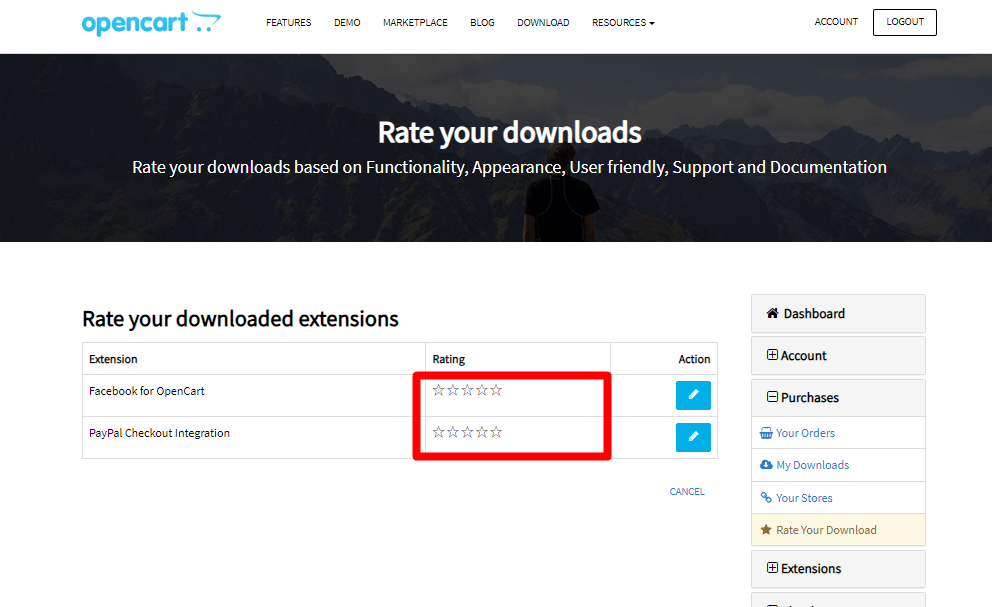 opencart
FEATURES
DEMO
MARKETPLACE
BLOG
DOWNLOAD
RESOURCES
ACCOUNT
LOGOUT
Rate your downloads
Rate your downloads based on Functionality, Appearance, User friendly, Support and Documentation
Rate your downloaded extensions
Extension Rating Action
Facebook for OpenCart
PayPal Checkout Integration
CANCEL
Dashboard
Account
Purchases
Your Orders
My Downloads
Your Stores
Rate Your Download
Extensions